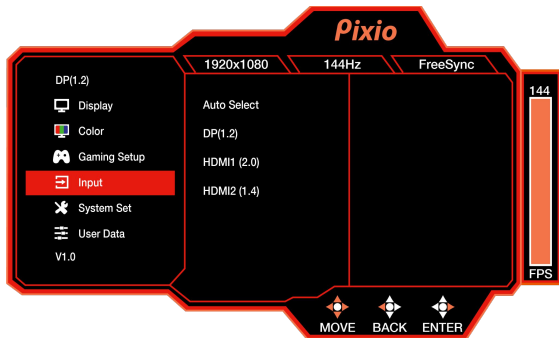 Pixio
1920x1080 144Hz FreeSync
DP(1.2)
Display
Color
Gaming Setup
Input
System Set
User Data
V1.0
Auto Select
DP(1.2)
HDMI1 (2.0)
HDMI2 (1.4)
144
FPS
MOVE BACK ENTER